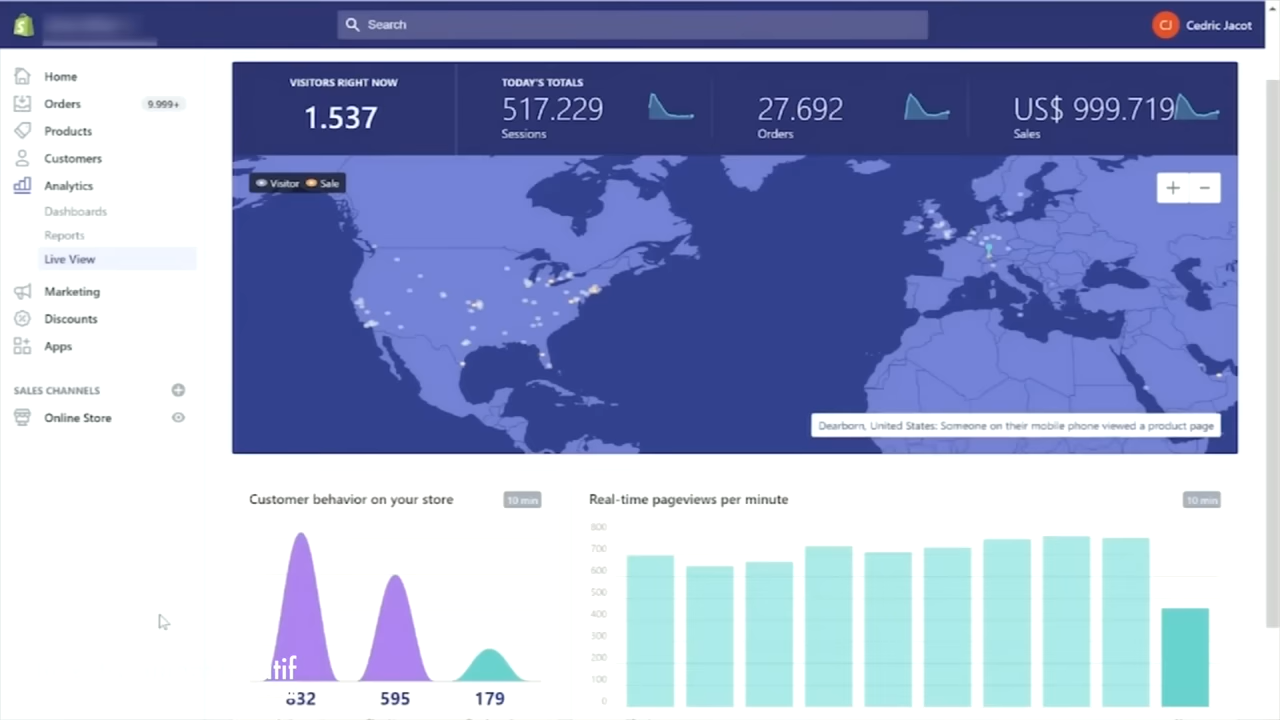 Search
CJ Cedric Jacot
Home
Orders 9.999+
Products
Customers
Analytics
Dashboards
Reports
Live View
Marketing
Discounts
Apps
SALES CHANNELS
Online Store
VISITORS RIGHT NOW
1.537
TODAY'S TOTALS
517.229
Sessions
27.692
Orders
US$ 999.719
Sales
Visitor Sale
+ −
Dearborn, United States: Someone on their mobile phone viewed a product page
Customer behavior on your store 10 min
595 179
Real-time pageviews per minute 10 min
800
700
600
500
400
300
200
100
0